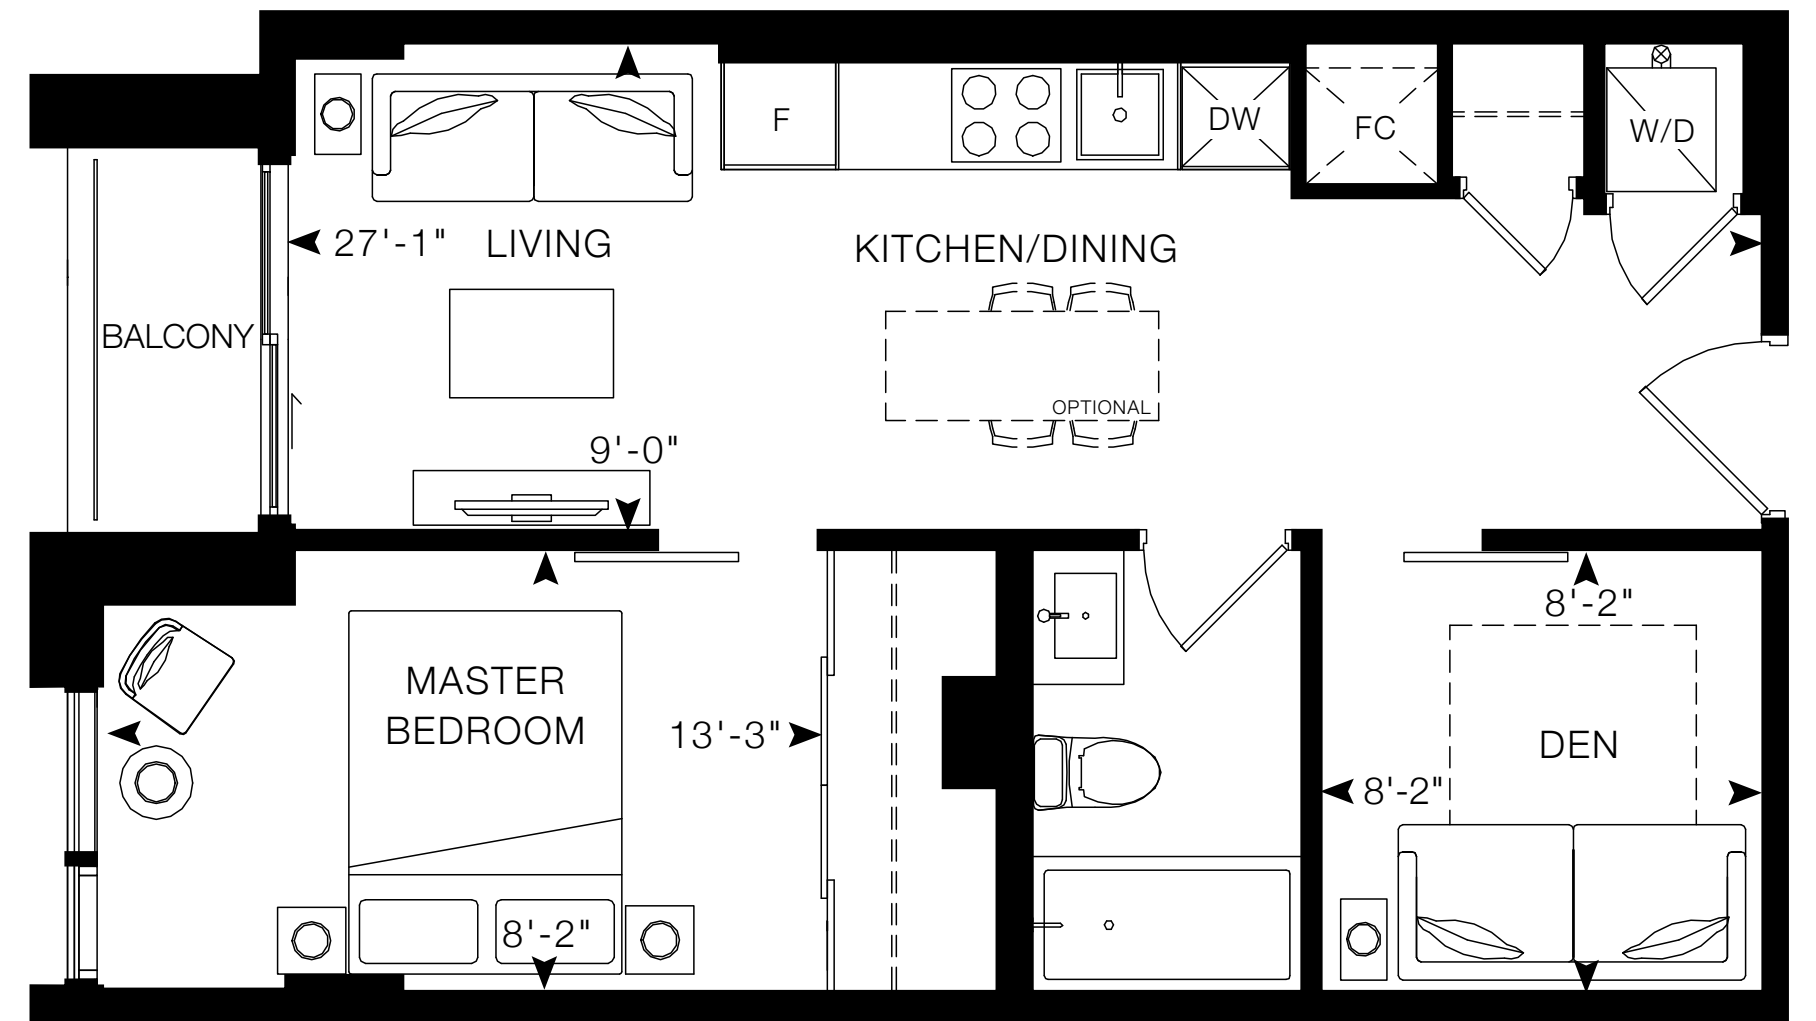 F
DW
FC
W/D
27'-1"
LIVING
KITCHEN/DINING
BALCONY
OPTIONAL
9'-0"
8'-2"
MASTER
BEDROOM
13'-3"
DEN
8'-2"
8'-2"